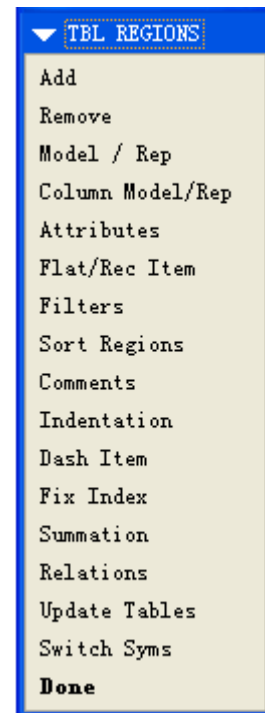 TBL REGIONS
Add
Remove
Model / Rep
Column Model/Rep
Attributes
Flat/Rec Item
Filters
Sort Regions
Comments
Indentation
Dash Item
Fix Index
Summation
Relations
Update Tables
Switch Syms
Done